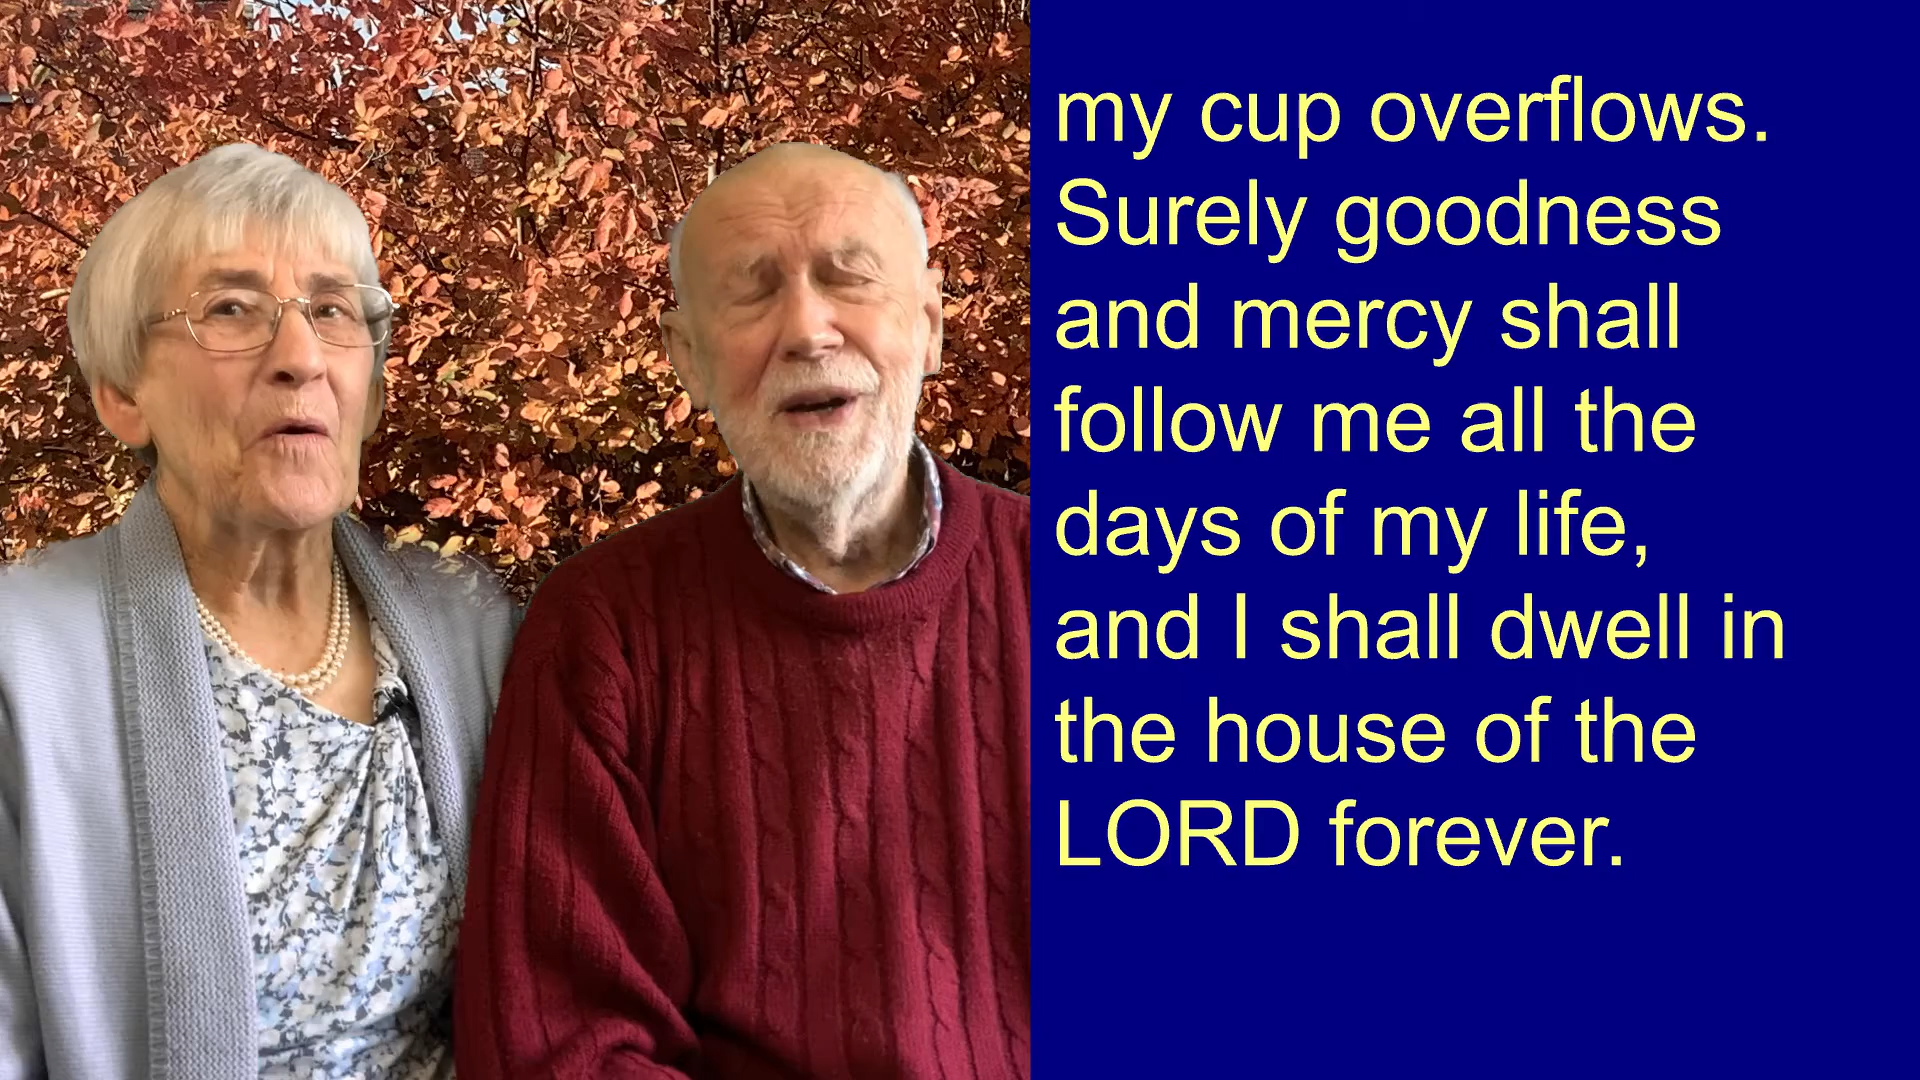 my cup overflows.
Surely goodness
and mercy shall
follow me all the
days of my life,
and I shall dwell in
the house of the
LORD forever.